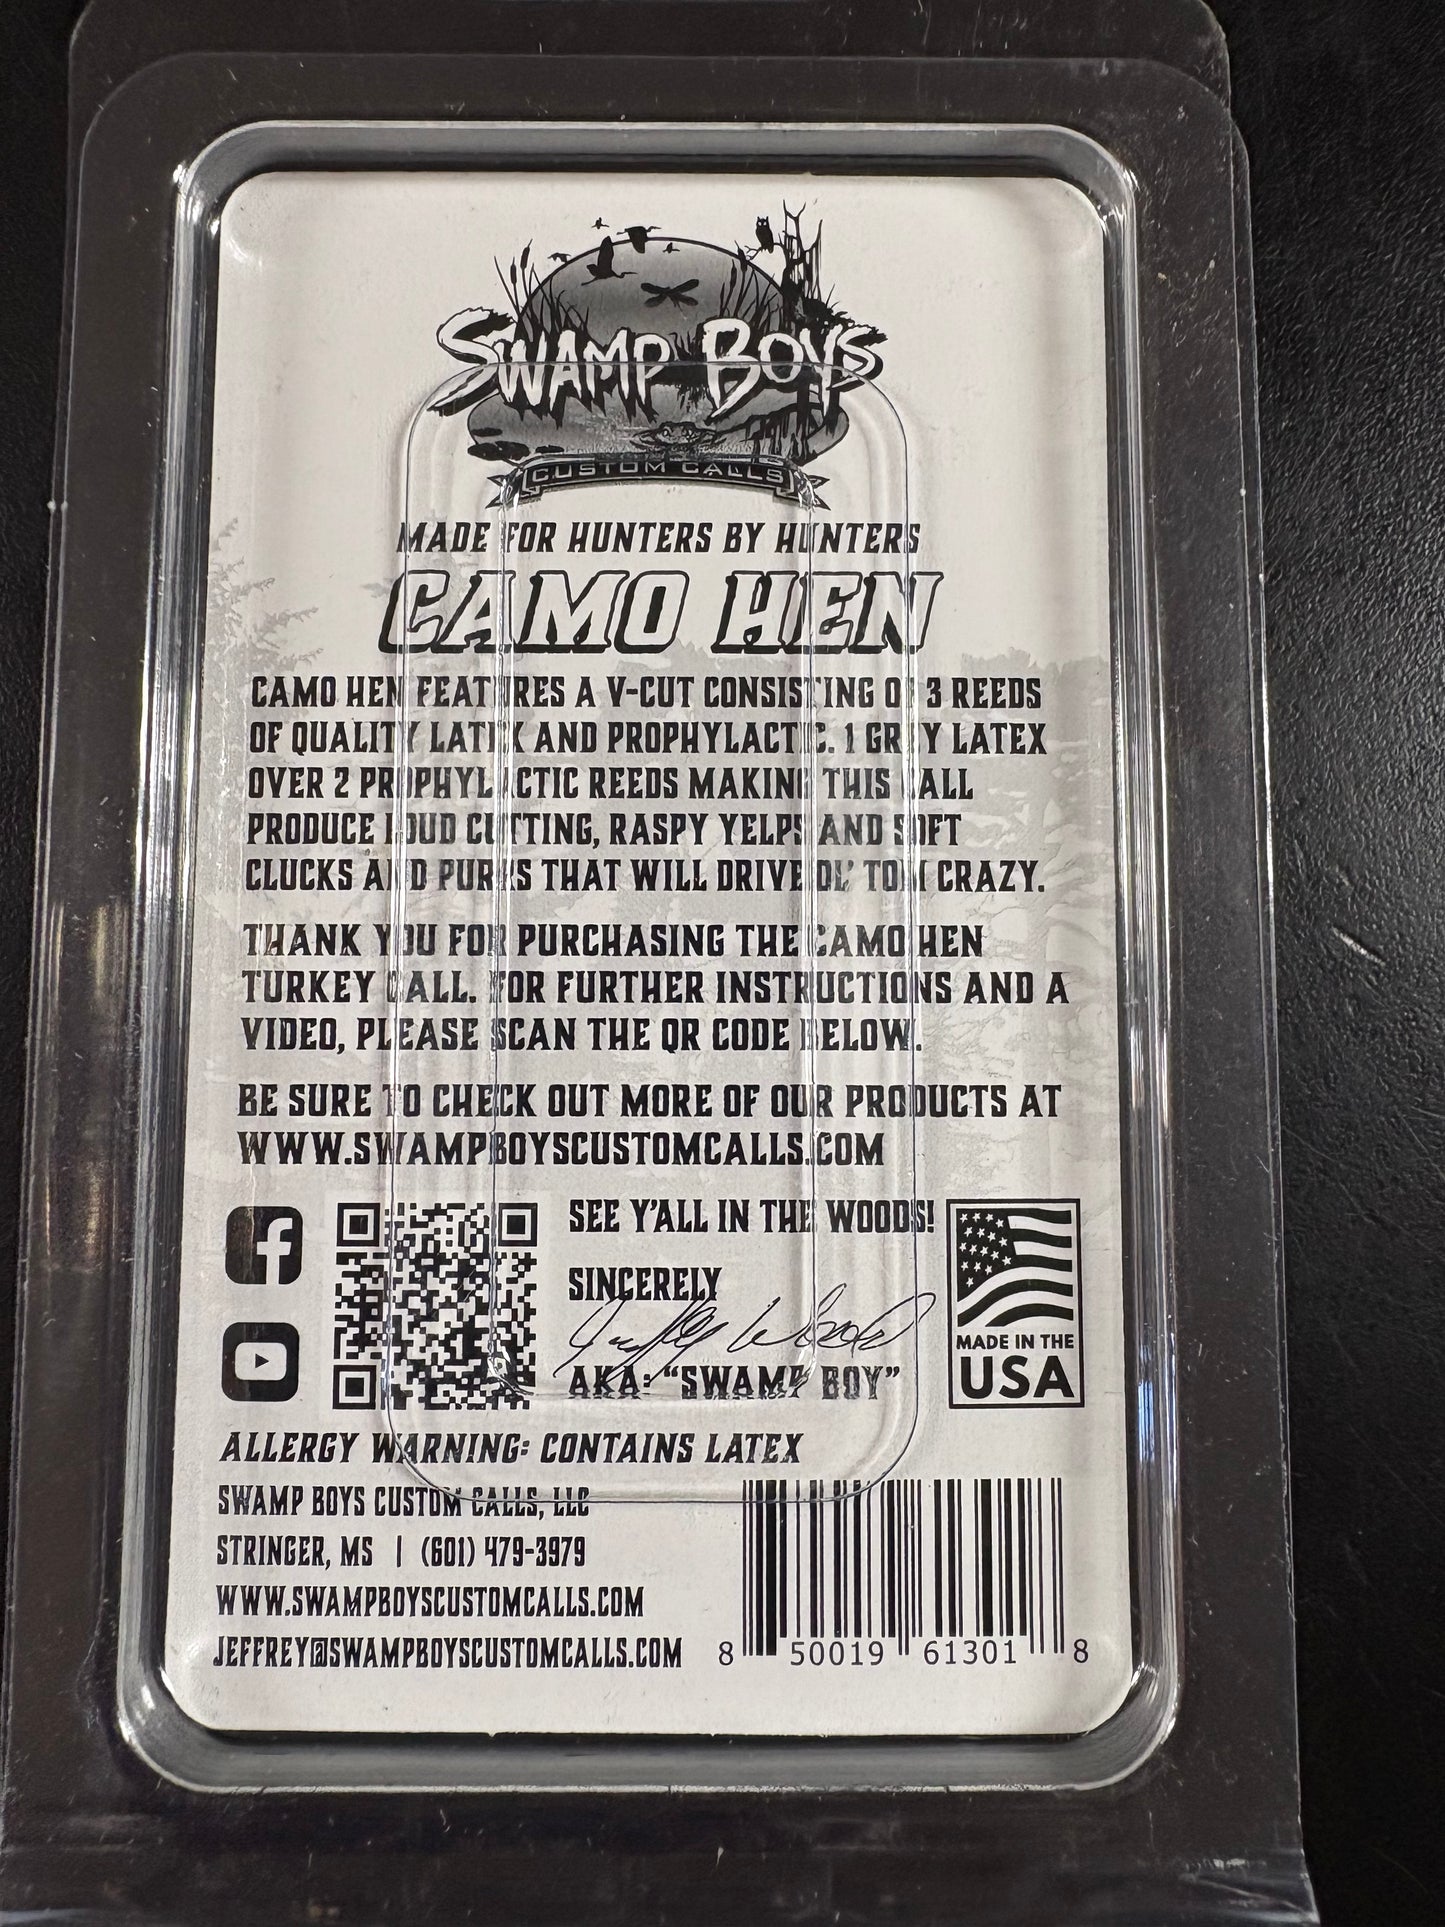 SWAMP BOYS
CUSTOM CALLS
MADE FOR HUNTERS BY HUNTERS
CAMO HEN
CAMO HEN FEATURES A V-CUT CONSISTING OF 3 REEDS
OF QUALITY LATEX AND PROPHYLACTIC. 1 GREY LATEX
OVER 2 PROPHYLACTIC REEDS MAKING THIS CALL
PRODUCE LOUD CUTTING, RASPY YELPS AND SOFT
CLUCKS AND PURRS THAT WILL DRIVE OL' TOM CRAZY.
THANK YOU FOR PURCHASING THE CAMO HEN
TURKEY CALL. FOR FURTHER INSTRUCTIONS AND A
VIDEO, PLEASE SCAN THE QR CODE BELOW.
BE SURE TO CHECK OUT MORE OF OUR PRODUCTS AT
WWW.SWAMPBOYSCUSTOMCALLS.COM
SEE Y'ALL IN THE WOODS!
SINCERELY
AKA: “SWAMP BOY”
MADE IN THE
USA
ALLERGY WARNING: CONTAINS LATEX
SWAMP BOYS CUSTOM CALLS, LLC
STRINGER, MS | (601) 479-3979
WWW.SWAMPBOYSCUSTOMCALLS.COM
JEFFREY@SWAMPBOYSCUSTOMCALLS.COM
8 50019 61301 8